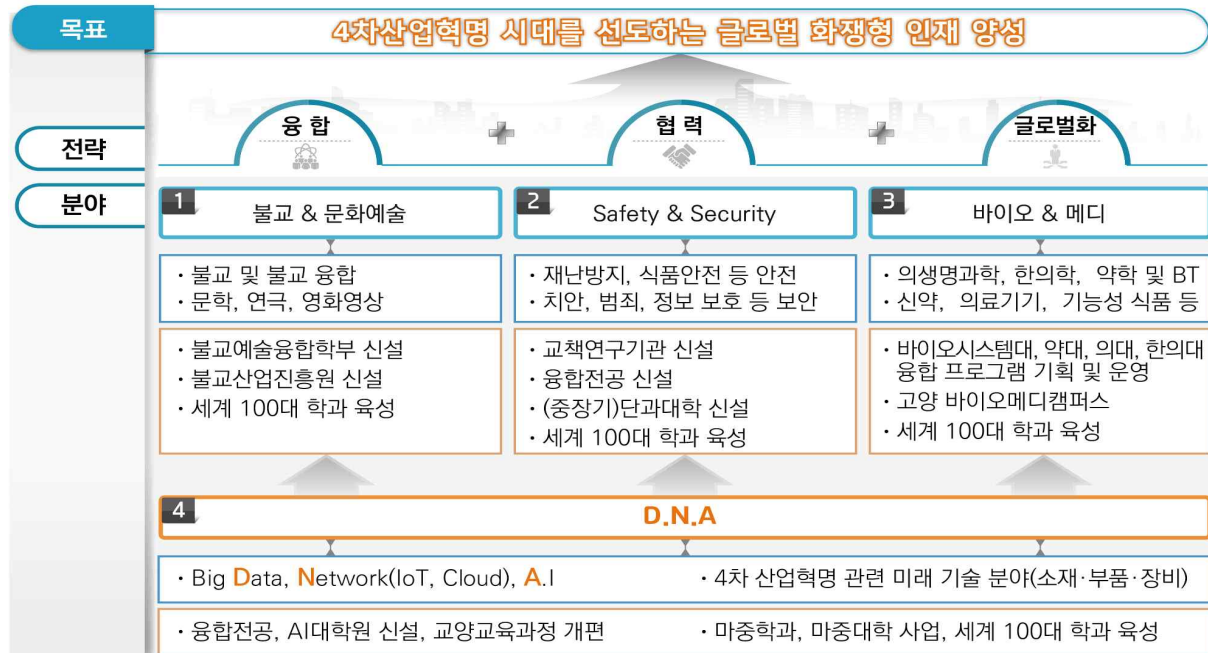 목표
4차산업혁명 시대를 선도하는 글로벌 화쟁형 인재 양성
전략
융합
협력
글로벌화
분야
1
불교 & 문화예술
2
Safety & Security
3
바이오 & 메디
· 불교 및 불교 융합
· 문학, 연극, 영화영상
· 재난방지, 식품안전 등 안전
· 치안, 범죄, 정보 보호 등 보안
· 의생명과학, 한의학, 약학 및 BT
· 신약, 의료기기, 기능성 식품 등
· 불교예술융합학부 신설
· 불교산업진흥원 신설
· 세계 100대 학과 육성
· 교책연구기관 신설
· 융합전공 신설
· (중장기)단과대학 신설
· 세계 100대 학과 육성
· 바이오시스템대, 약대, 의대, 한의대
융합 프로그램 기획 및 운영
· 고양 바이오메디캠퍼스
· 세계 100대 학과 육성
4
D.N.A
· Big Data, Network(IoT, Cloud), A.I
· 4차 산업혁명 관련 미래 기술 분야(소재·부품·장비)
· 융합전공, AI대학원 신설, 교양교육과정 개편
· 마중학과, 마중대학 사업, 세계 100대 학과 육성